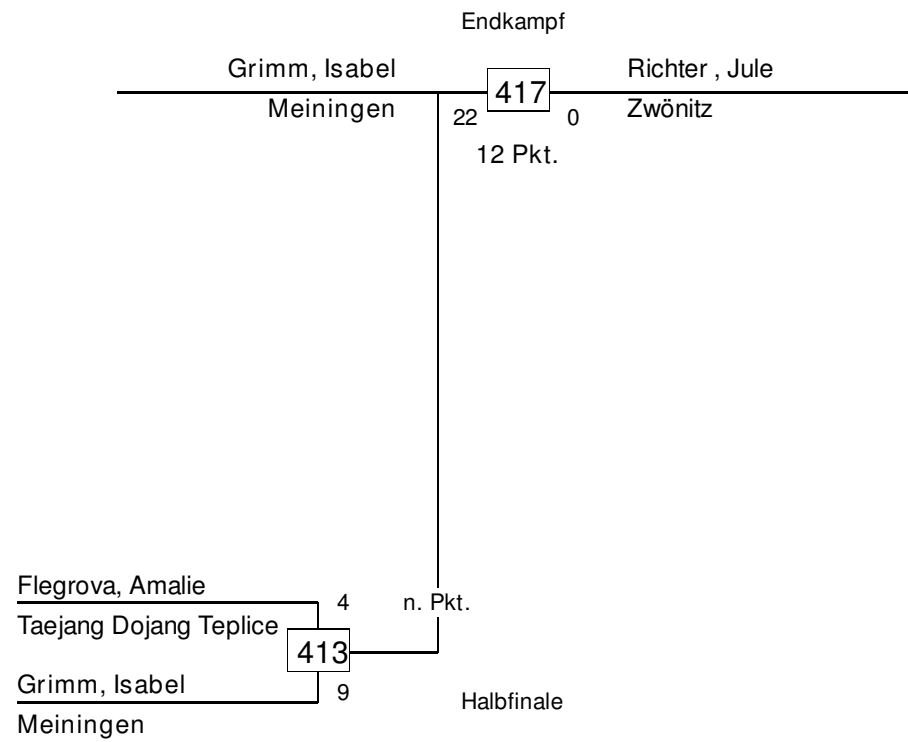 Endkampf
Grimm, Isabel
Meiningen
22
417
0
Richter , Jule
Zwönitz
12 Pkt.
Flegrova, Amalie
Taejang Dojang Teplice
4
n. Pkt.
413
Grimm, Isabel
Meiningen
9
Halbfinale